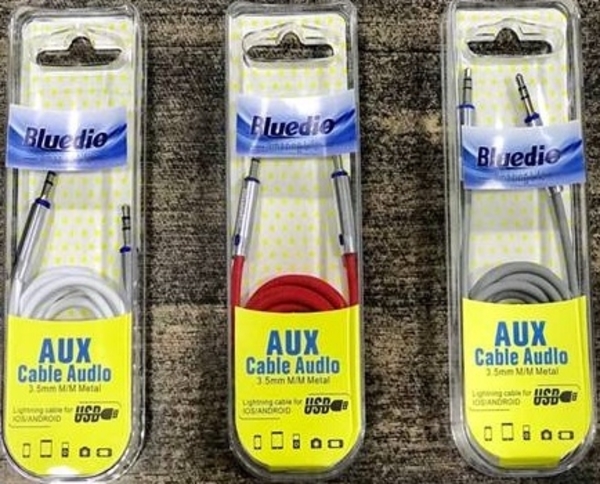 Bluedio
AUX
Cable Audio
3.5mm M/M Metal
Lightning cable for
IOS/ANDROID
USB
Bluedio
AUX
Cable Audio
3.5mm M/M Metal
Lightning cable for
IOS/ANDROID
USB
Bluedio
AUX
Cable Audio
3.5mm M/M Metal
Lightning cable for
IOS/ANDROID
USB